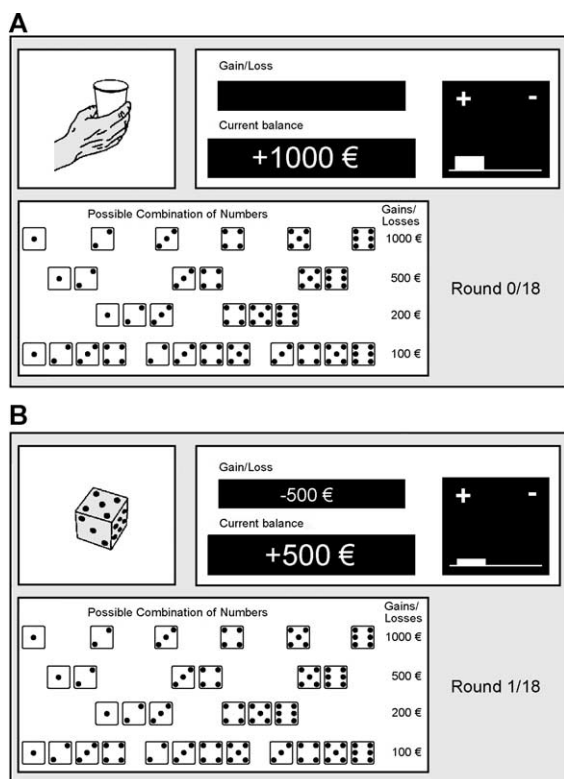 A
Gain/Loss
Current balance
+1000 €
+ -
Possible Combination of Numbers
Gains/
Losses
1000 €
500 €
200 €
100 €
Round 0/18
B
Gain/Loss
-500 €
Current balance
+500 €
+ -
Possible Combination of Numbers
Gains/
Losses
1000 €
500 €
200 €
100 €
Round 1/18